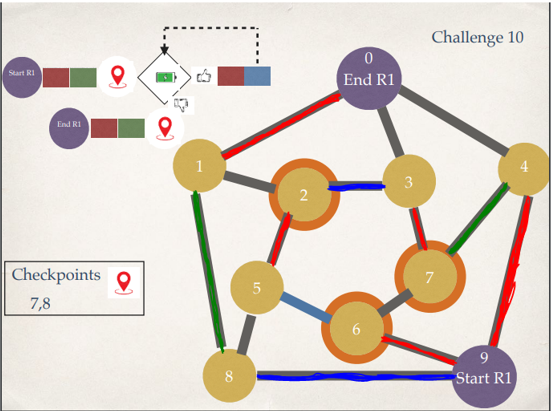 Challenge 10
Start R1
End R1
0
End R1
1
2
3
4
5
6
7
8
9
Start R1
Checkpoints
7,8